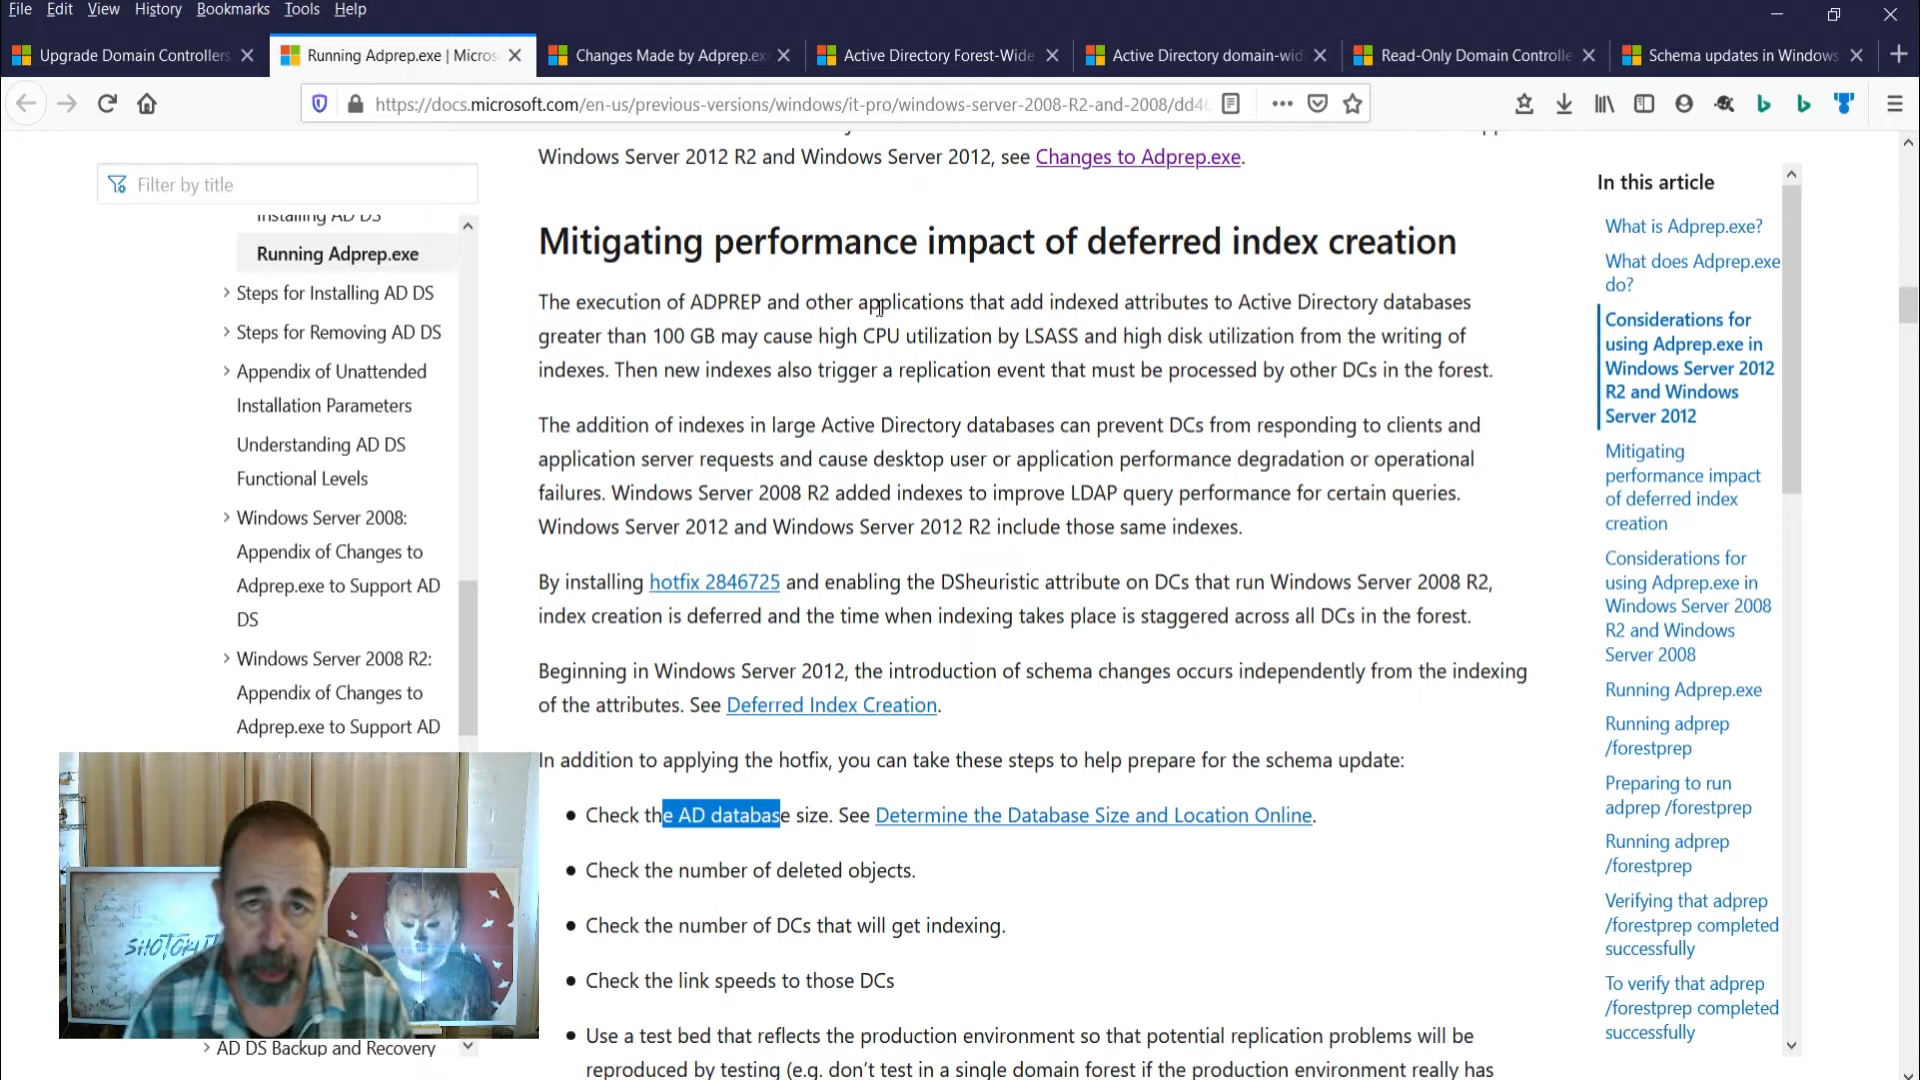 File Edit View History Bookmarks Tools Help
Upgrade Domain Controllers
Running Adprep.exe | Micros
Changes Made by Adprep.ex
Active Directory Forest-Wide
Active Directory domain-wid
Read-Only Domain Controlle
Schema updates in Windows
https://docs.microsoft.com/en-us/previous-versions/windows/it-pro/windows-server-2008-R2-and-2008/dd46
Filter by title
Installing AD DS
Running Adprep.exe
Steps for Installing AD DS
Steps for Removing AD DS
Appendix of Unattended
Installation Parameters
Understanding AD DS
Functional Levels
Windows Server 2008:
Appendix of Changes to
Adprep.exe to Support AD
DS
Windows Server 2008 R2:
Appendix of Changes to
Adprep.exe to Support AD
AD DS Backup and Recovery
Windows Server 2012 R2 and Windows Server 2012, see Changes to Adprep.exe.
Mitigating performance impact of deferred index creation
The execution of ADPREP and other applications that add indexed attributes to Active Directory databases
greater than 100 GB may cause high CPU utilization by LSASS and high disk utilization from the writing of
indexes. Then new indexes also trigger a replication event that must be processed by other DCs in the forest.
The addition of indexes in large Active Directory databases can prevent DCs from responding to clients and
application server requests and cause desktop user or application performance degradation or operational
failures. Windows Server 2008 R2 added indexes to improve LDAP query performance for certain queries.
Windows Server 2012 and Windows Server 2012 R2 include those same indexes.
By installing hotfix 2846725 and enabling the DSheuristic attribute on DCs that run Windows Server 2008 R2,
index creation is deferred and the time when indexing takes place is staggered across all DCs in the forest.
Beginning in Windows Server 2012, the introduction of schema changes occurs independently from the indexing
of the attributes. See Deferred Index Creation.
In addition to applying the hotfix, you can take these steps to help prepare for the schema update:
• Check the AD database size. See Determine the Database Size and Location Online.
• Check the number of deleted objects.
• Check the number of DCs that will get indexing.
• Check the link speeds to those DCs
• Use a test bed that reflects the production environment so that potential replication problems will be
reproduced by testing (e.g. don't test in a single domain forest if the production environment really has
In this article
What is Adprep.exe?
What does Adprep.exe
do?
Considerations for
using Adprep.exe in
Windows Server 2012
R2 and Windows
Server 2012
Mitigating
performance impact
of deferred index
creation
Considerations for
using Adprep.exe in
Windows Server 2008
R2 and Windows
Server 2008
Running Adprep.exe
Running adprep
/forestprep
Preparing to run
adprep /forestprep
Running adprep
/forestprep
Verifying that adprep
/forestprep completed
successfully
To verify that adprep
/forestprep completed
successfully